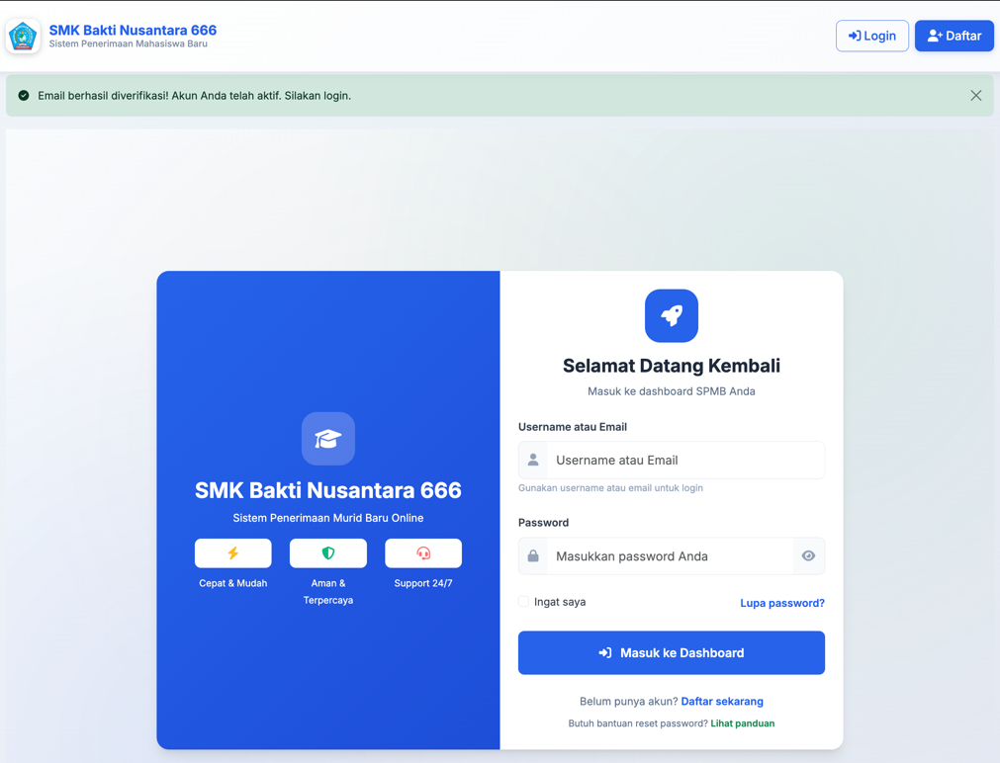 SMK Bakti Nusantara 666
Sistem Penerimaan Mahasiswa Baru
Login
Daftar
Email berhasil diverifikasi! Akun Anda telah aktif. Silakan login.
SMK Bakti Nusantara 666
Sistem Penerimaan Murid Baru Online
Cepat & Mudah
Aman &
Terpercaya
Support 24/7
Selamat Datang Kembali
Masuk ke dashboard SPMB Anda
Username atau Email
Username atau Email
Gunakan username atau email untuk login
Password
Masukkan password Anda
Ingat saya
Lupa password?
Masuk ke Dashboard
Belum punya akun? Daftar sekarang
Butuh bantuan reset password? Lihat panduan